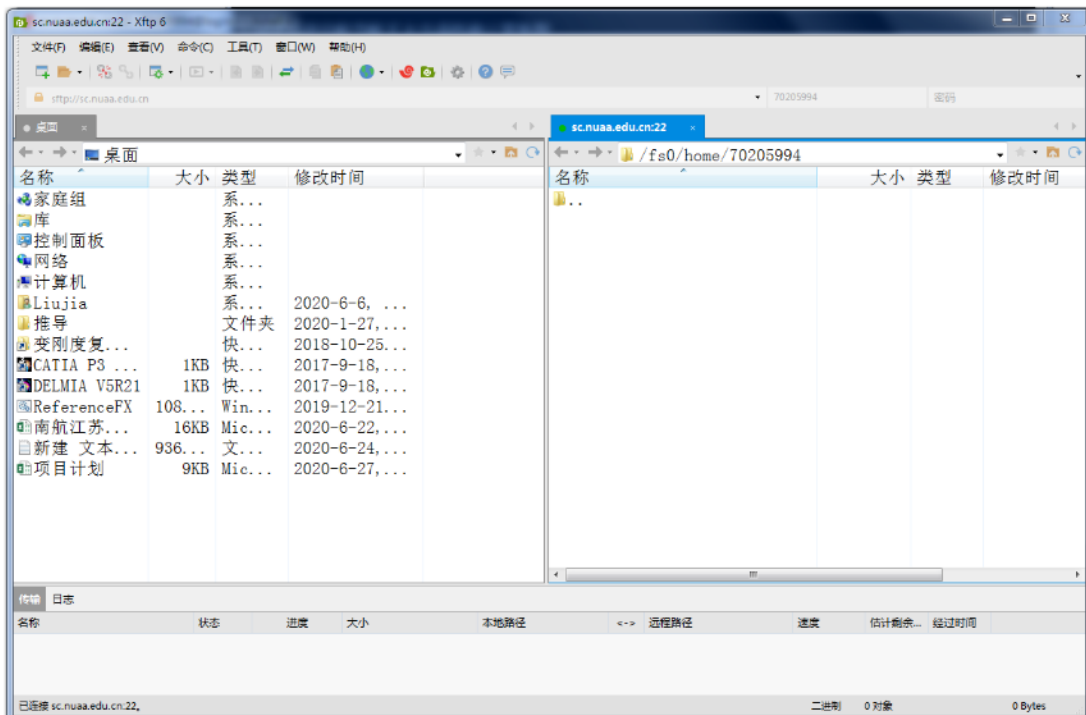 sc.nuaa.edu.cn:22 - Xftp 6
文件(F) 编辑(E) 查看(V) 命令(C) 工具(T) 窗口(W) 帮助(H)
sftp://sc.nuaa.edu.cn 70205994 密码
桌面 × sc.nuaa.edu.cn:22 ×
桌面 /fs0/home/70205994
名称 大小 类型 修改时间 名称 大小 类型 修改时间
家庭组 系... ..
库 系...
控制面板 系...
网络 系...
计算机 系...
Liujia 系... 2020-6-6, ...
推导 文件夹 2020-1-27,...
变刚度复... 快... 2018-10-25...
CATIA P3 ... 1KB 快... 2017-9-18,...
DELMIA V5R21 1KB 快... 2017-9-18,...
ReferenceFX 108... Win... 2019-12-21...
南航江苏... 16KB Mic... 2020-6-22,...
新建 文本... 936... 文... 2020-6-24,...
项目计划 9KB Mic... 2020-6-27,...
传输 日志
名称 状态 进度 大小 本地路径 <-> 远程路径 速度 估计剩余... 经过时间
已连接 sc.nuaa.edu.cn:22。 二进制 0 对象 0 Bytes